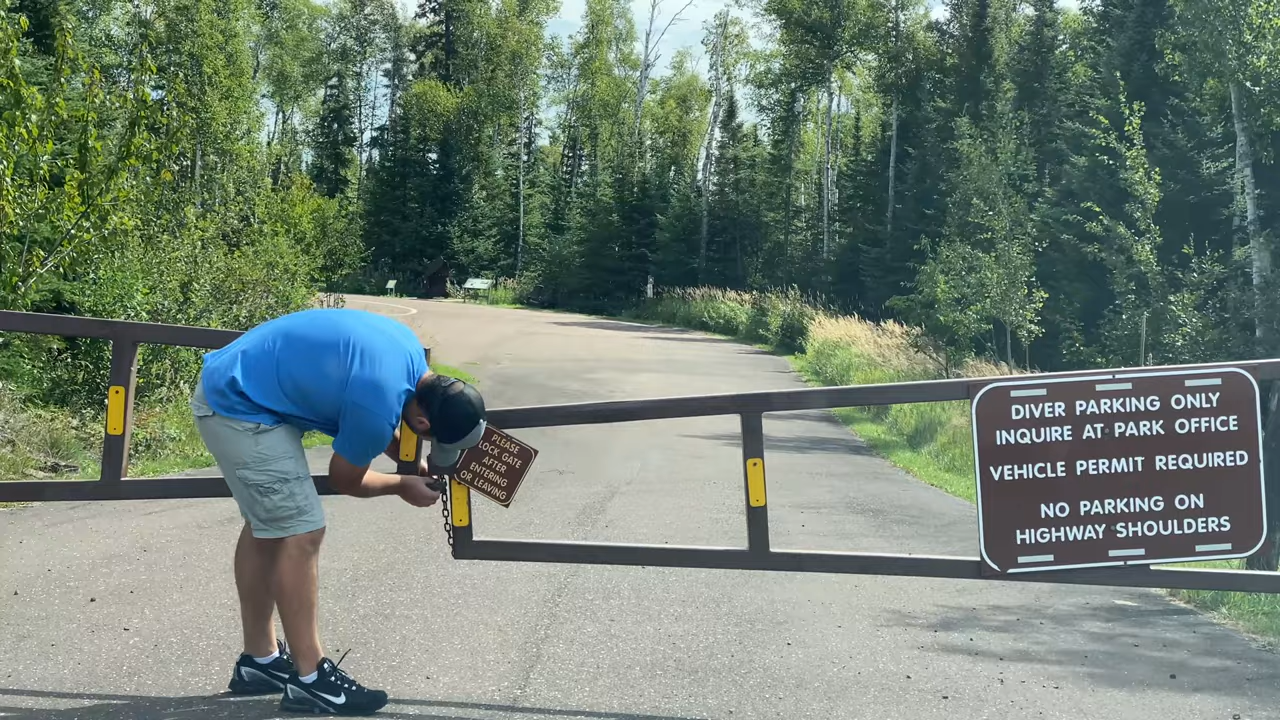 PLEASE
LOCK GATE
AFTER
ENTERING
OR LEAVING
DIVER PARKING ONLY
INQUIRE AT PARK OFFICE
VEHICLE PERMIT REQUIRED
NO PARKING ON
HIGHWAY SHOULDERS